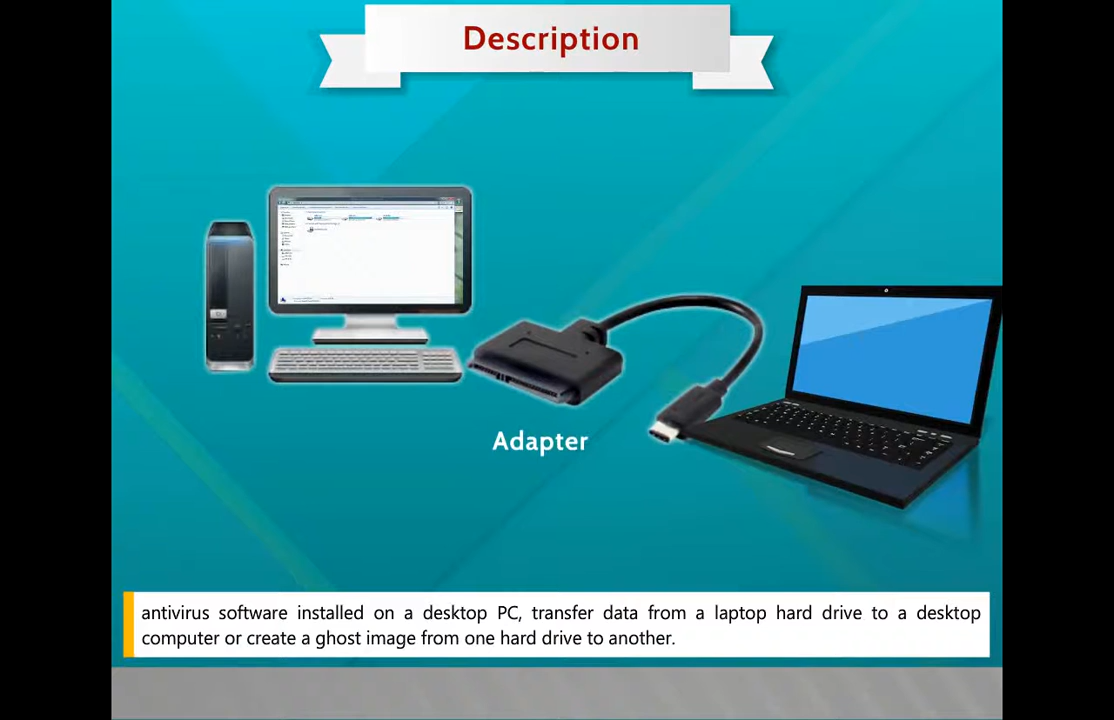 Description
Adapter
antivirus software installed on a desktop PC, transfer data from a laptop hard drive to a desktop
computer or create a ghost image from one hard drive to another.